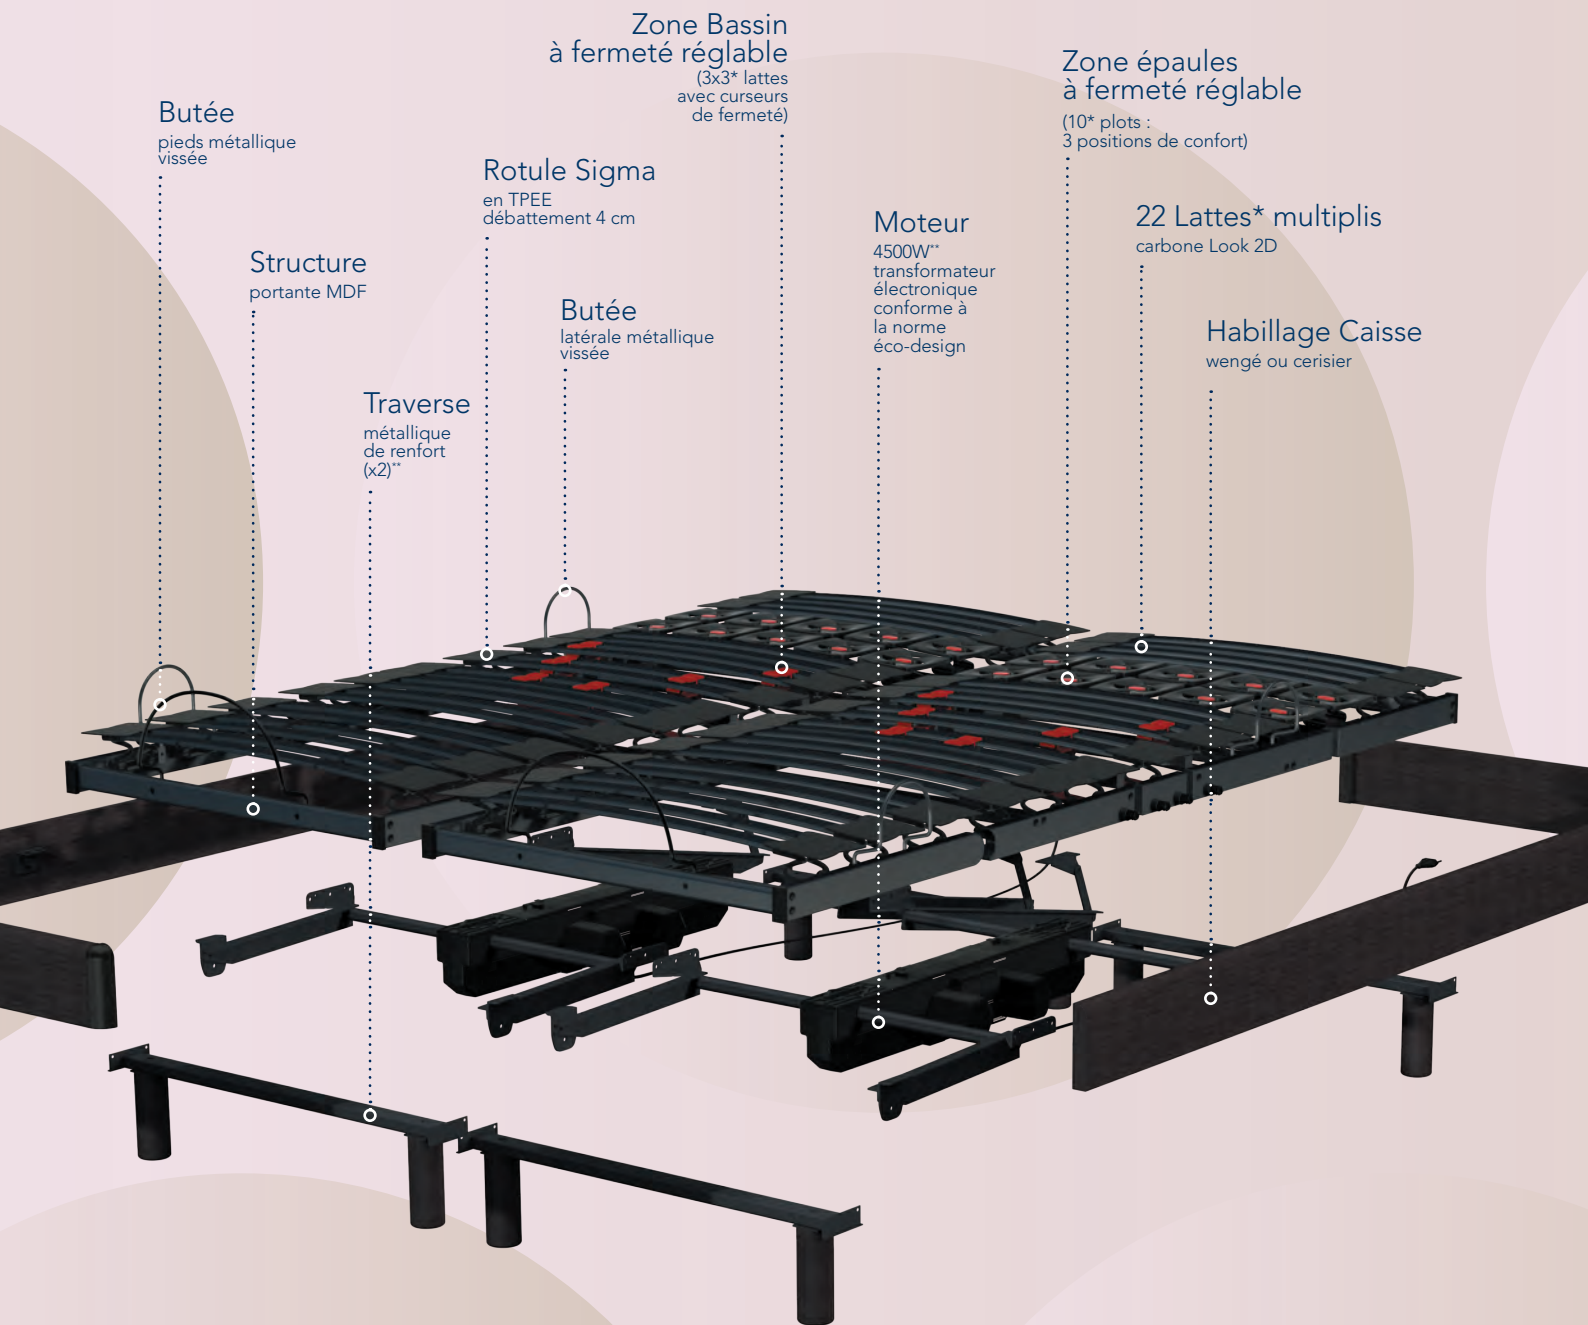 Zone Bassin
à fermeté réglable
(3x3* lattes
avec curseurs
de fermeté)
Zone épaules
à fermeté réglable
(10* plots :
3 positions de confort)
Butée
pieds métallique
vissée
Rotule Sigma
en TPEE
débattement 4 cm
22 Lattes* multiplis
carbone Look 2D
Moteur
4500W**
transformateur
électronique
conforme à
la norme
éco-design
Structure
portante MDF
Butée
latérale métallique
vissée
Habillage Caisse
wengé ou cerisier
Traverse
métallique
de renfort
(x2)**